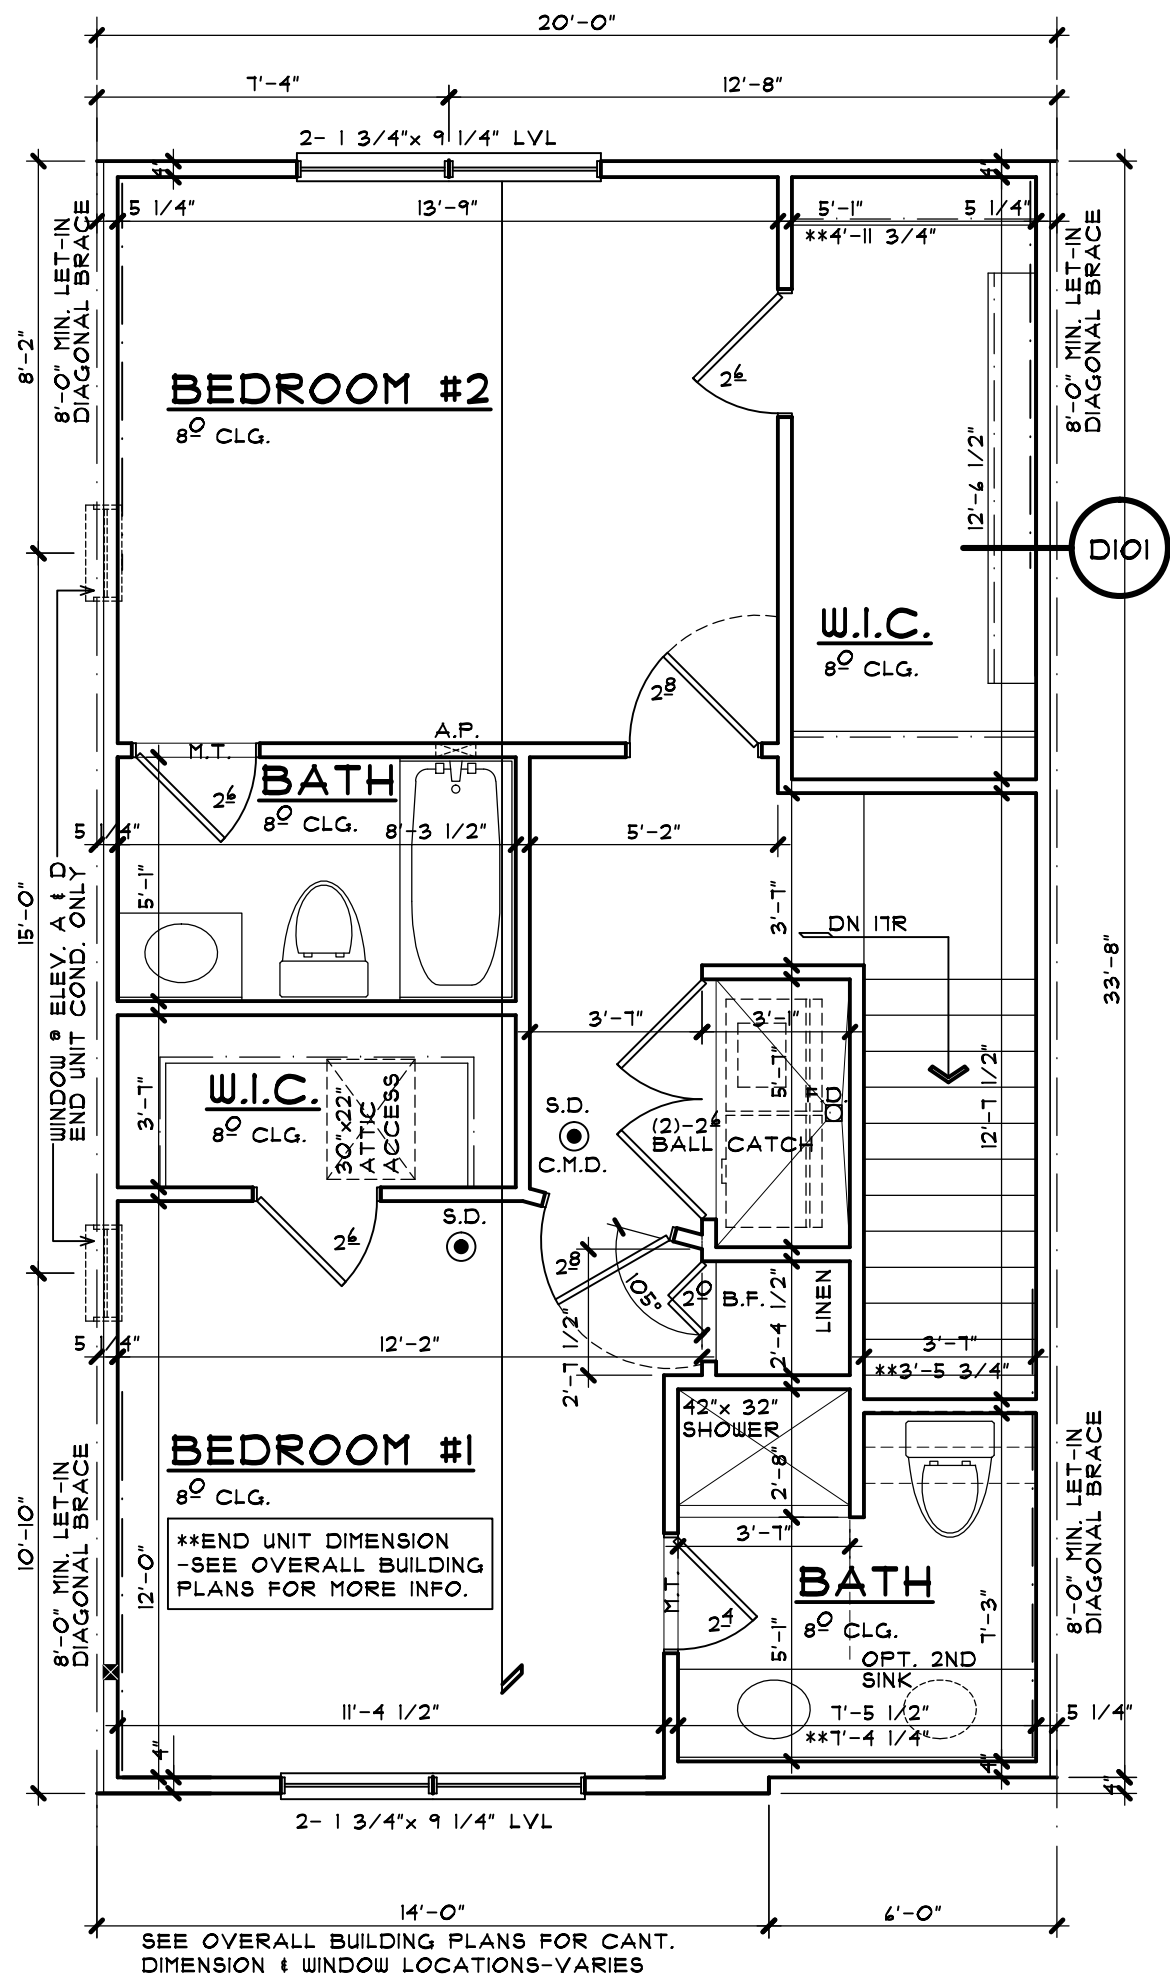 20'-0"
7'-4"
12'-8"
2- 1 3/4"x 9 1/4" LVL
4"
4"
5 1/4"
13'-9"
5'-1"
5 1/4"
**4'-11 3/4"
8'-0" MIN. LET-IN
DIAGONAL BRACE
8'-0" MIN. LET-IN
DIAGONAL BRACE
8'-2"
BEDROOM #2
8⁰ CLG.
2⁶
12'-6 1/2"
D101
W.I.C.
8⁰ CLG.
2⁸
A.P.
M.T.
BATH
8⁰ CLG.
2⁶
5 1/4"
8'-3 1/2"
5'-2"
5'-1"
3'-7"
DN 17R
15'-0"
WINDOW @ ELEV. A & D
END UNIT COND. ONLY
33'-8"
3'-7"
3'-1"
5'-7"
F.D.
12'-7 1/2"
W.I.C.
8⁰ CLG.
3'-7"
30"x22"
ATTIC
ACCESS
S.D.
C.M.D.
(2)-2⁶
BALL CATCH
S.D.
2⁶
2⁸
105°
2⁰ B.F.
2'-4 1/2"
LINEN
5 1/4"
12'-2"
2'-7 1/2"
3'-7"
**3'-5 3/4"
42"x 32"
SHOWER
2'-8"
BEDROOM #1
8⁰ CLG.
**END UNIT DIMENSION
-SEE OVERALL BUILDING
PLANS FOR MORE INFO.
8'-0" MIN. LET-IN
DIAGONAL BRACE
8'-0" MIN. LET-IN
DIAGONAL BRACE
10'-10"
12'-0"
3'-7"
M.T.
2⁴
BATH
8⁰ CLG.
5'-1"
7'-3"
OPT. 2ND
SINK
11'-4 1/2"
7'-5 1/2"
**7'-4 1/4"
5 1/4"
4"
4"
4"
2- 1 3/4"x 9 1/4" LVL
14'-0"
6'-0"
SEE OVERALL BUILDING PLANS FOR CANT.
DIMENSION & WINDOW LOCATIONS-VARIES